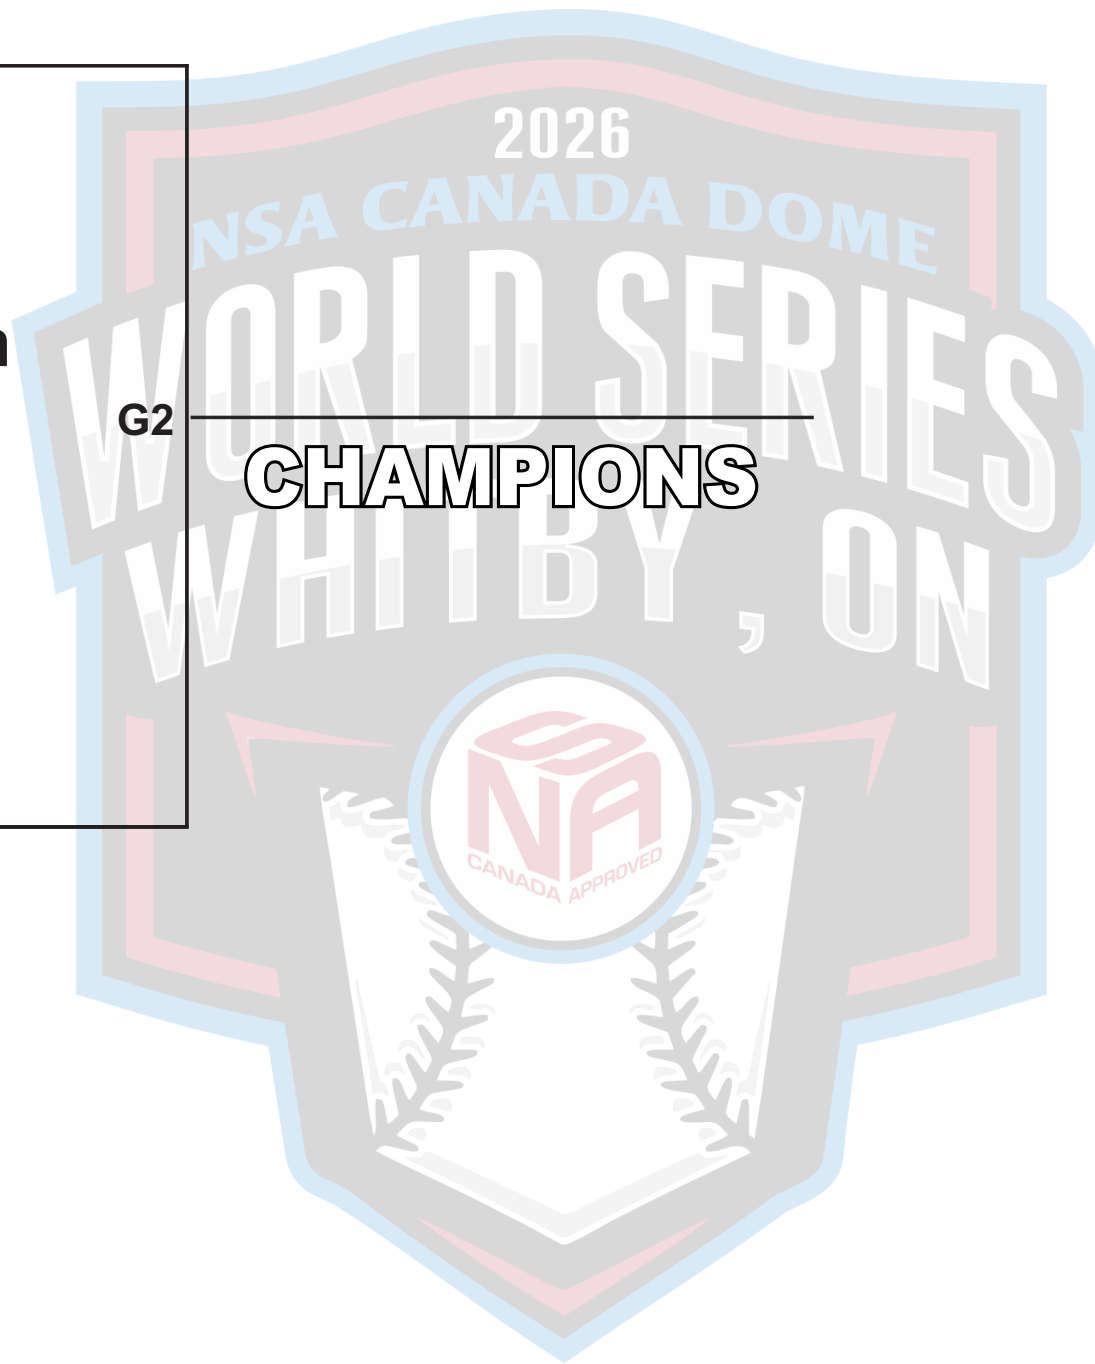 2026
NSA CANADA DOME
WORLD SERIES
G2
CHAMPIONS
WHITBY, ON
NSA
CANADA APPROVED